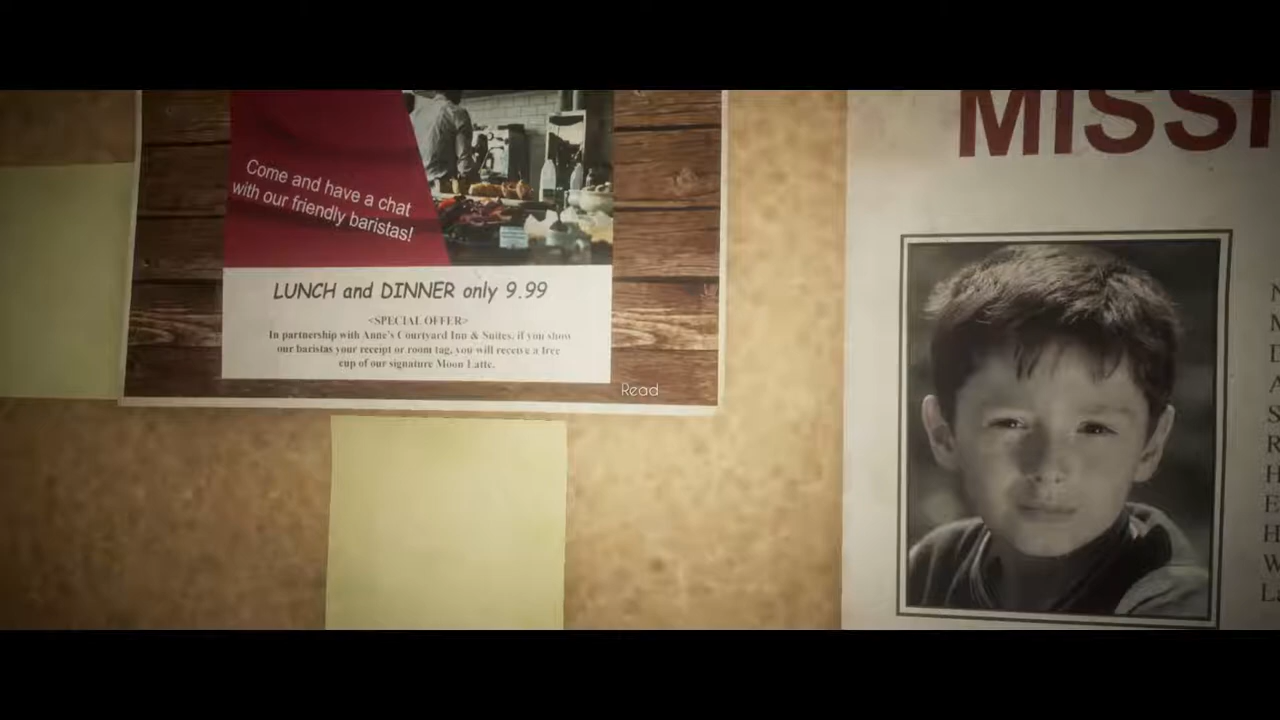 Come and have a chat
with our friendly baristas!
LUNCH and DINNER only 9.99
<SPECIAL OFFER>
In partnership with Anne's Courtyard Inn & Suites, if you show
our baristas your receipt or room tag, you will receive a free
cup of our signature Moon Latte.
Read
MISSI
N
M
D
A
S
R
H
E
H
W
L